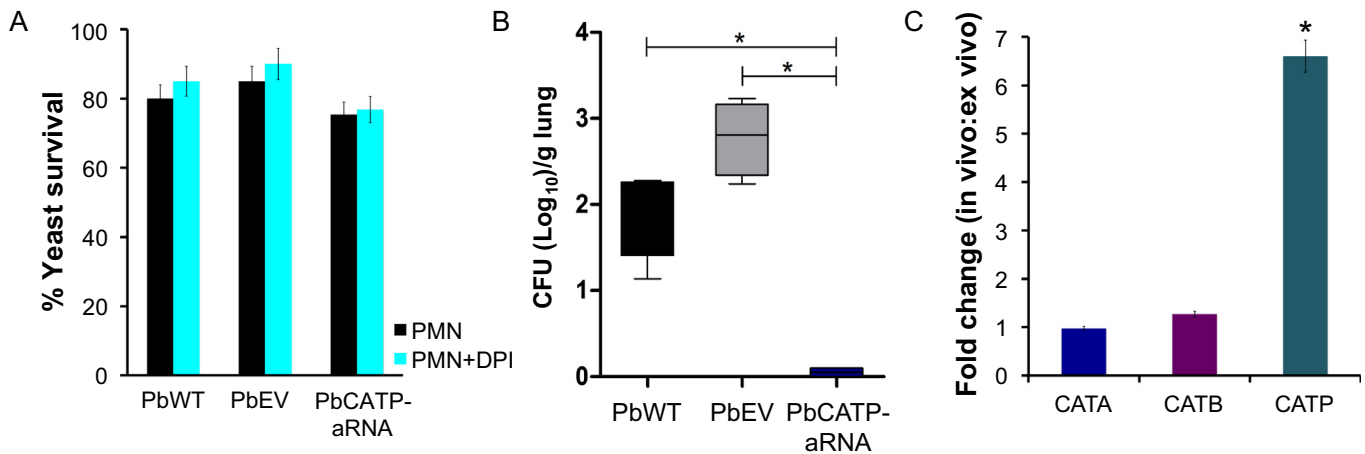 A
% Yeast survival
100
80
60
40
20
0
PbWT
PbEV
PbCATP-
aRNA
PMN
PMN+DPI
B
CFU (Log10)/g lung
4
3
2
1
0
*
*
PbWT
PbEV
PbCATP-
aRNA
C
Fold change (in vivo:ex vivo)
7
6
5
4
3
2
1
0
*
CATA
CATB
CATP